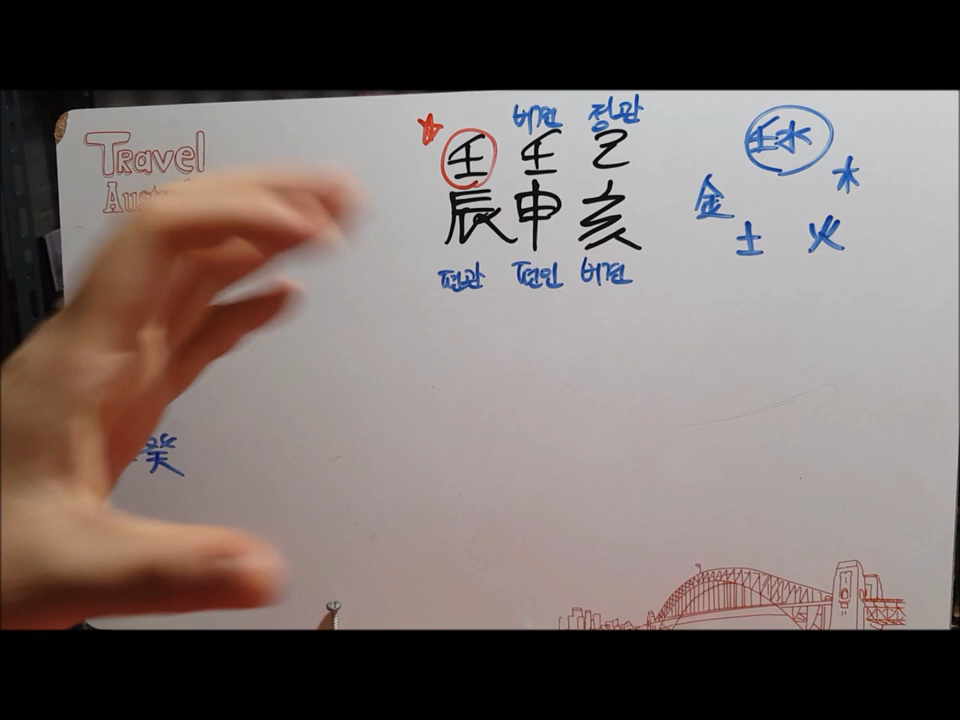 Travel
비견 정관
壬 壬 己
辰 申 亥
편관 편인 비견
壬水
木
金
土 火
癸